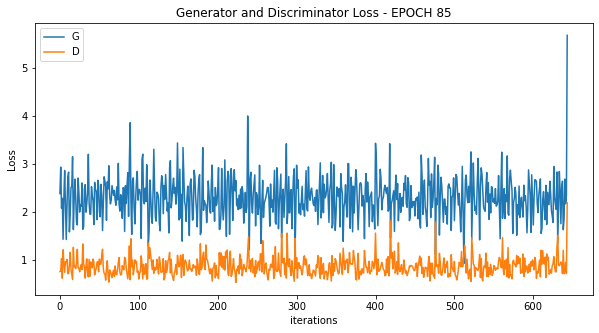 Generator and Discriminator Loss - EPOCH 85
G
D
5
4
3
2
1
Loss
0 100 200 300 400 500 600
iterations